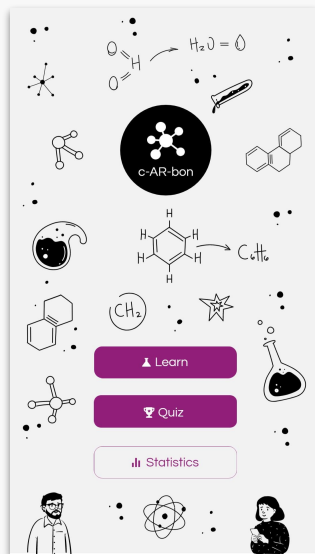 O
H
O
H₂O = O
c-AR-bon
H
H
H
H
H
H
C₆H₆
CH₂
Learn
Quiz
Statistics